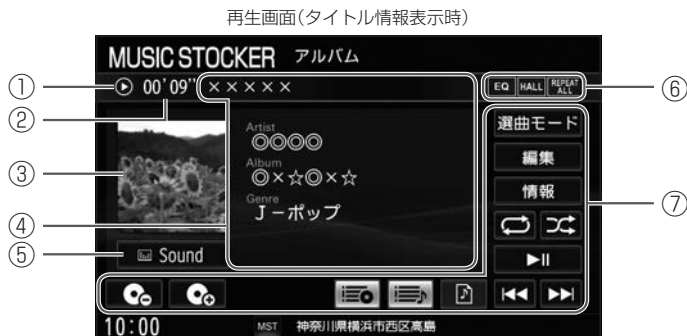 再生画面(タイトル情報表示時)
MUSIC STOCKER アルバム
① 00'09" ××××× EQ HALL REPEAT ALL ⑥
②
選曲モード
Artist
◎◎◎◎
編集
③
Album
◎×☆◎×☆
情報
⑦
④
Genre
J−ポップ
⑤ Sound
10:00 MST 神奈川県横浜市西区高島